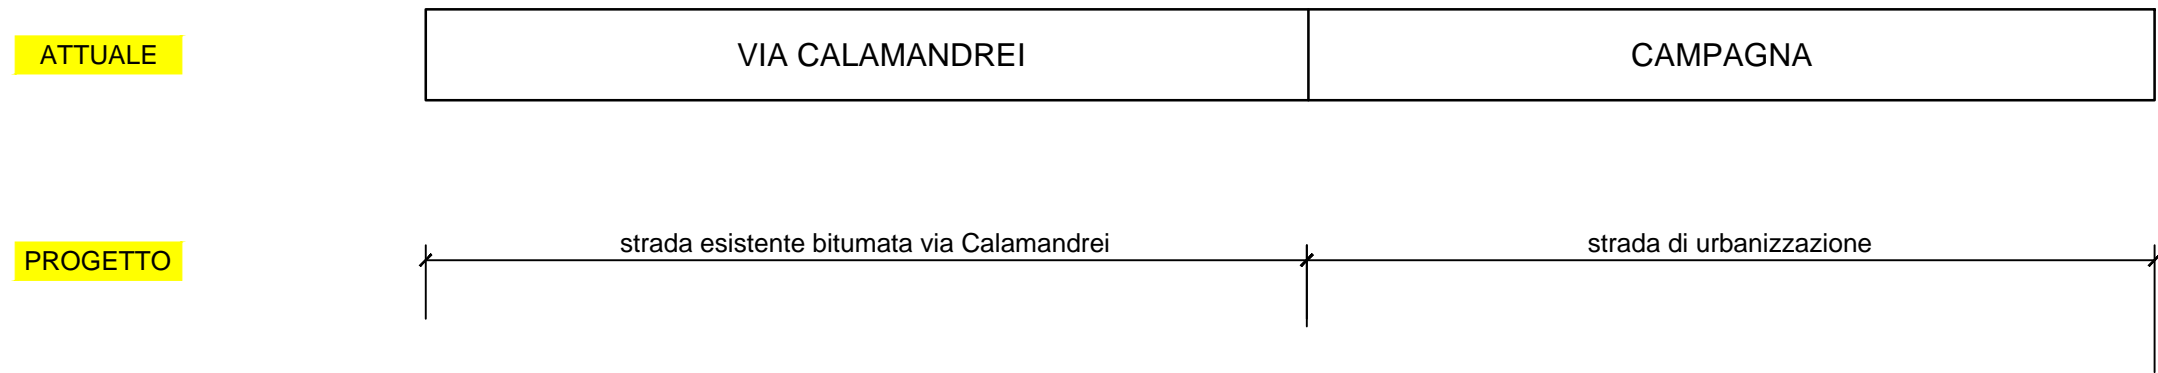 ATTUALE
VIA CALAMANDREI
CAMPAGNA
PROGETTO
strada esistente bitumata via Calamandrei
strada di urbanizzazione